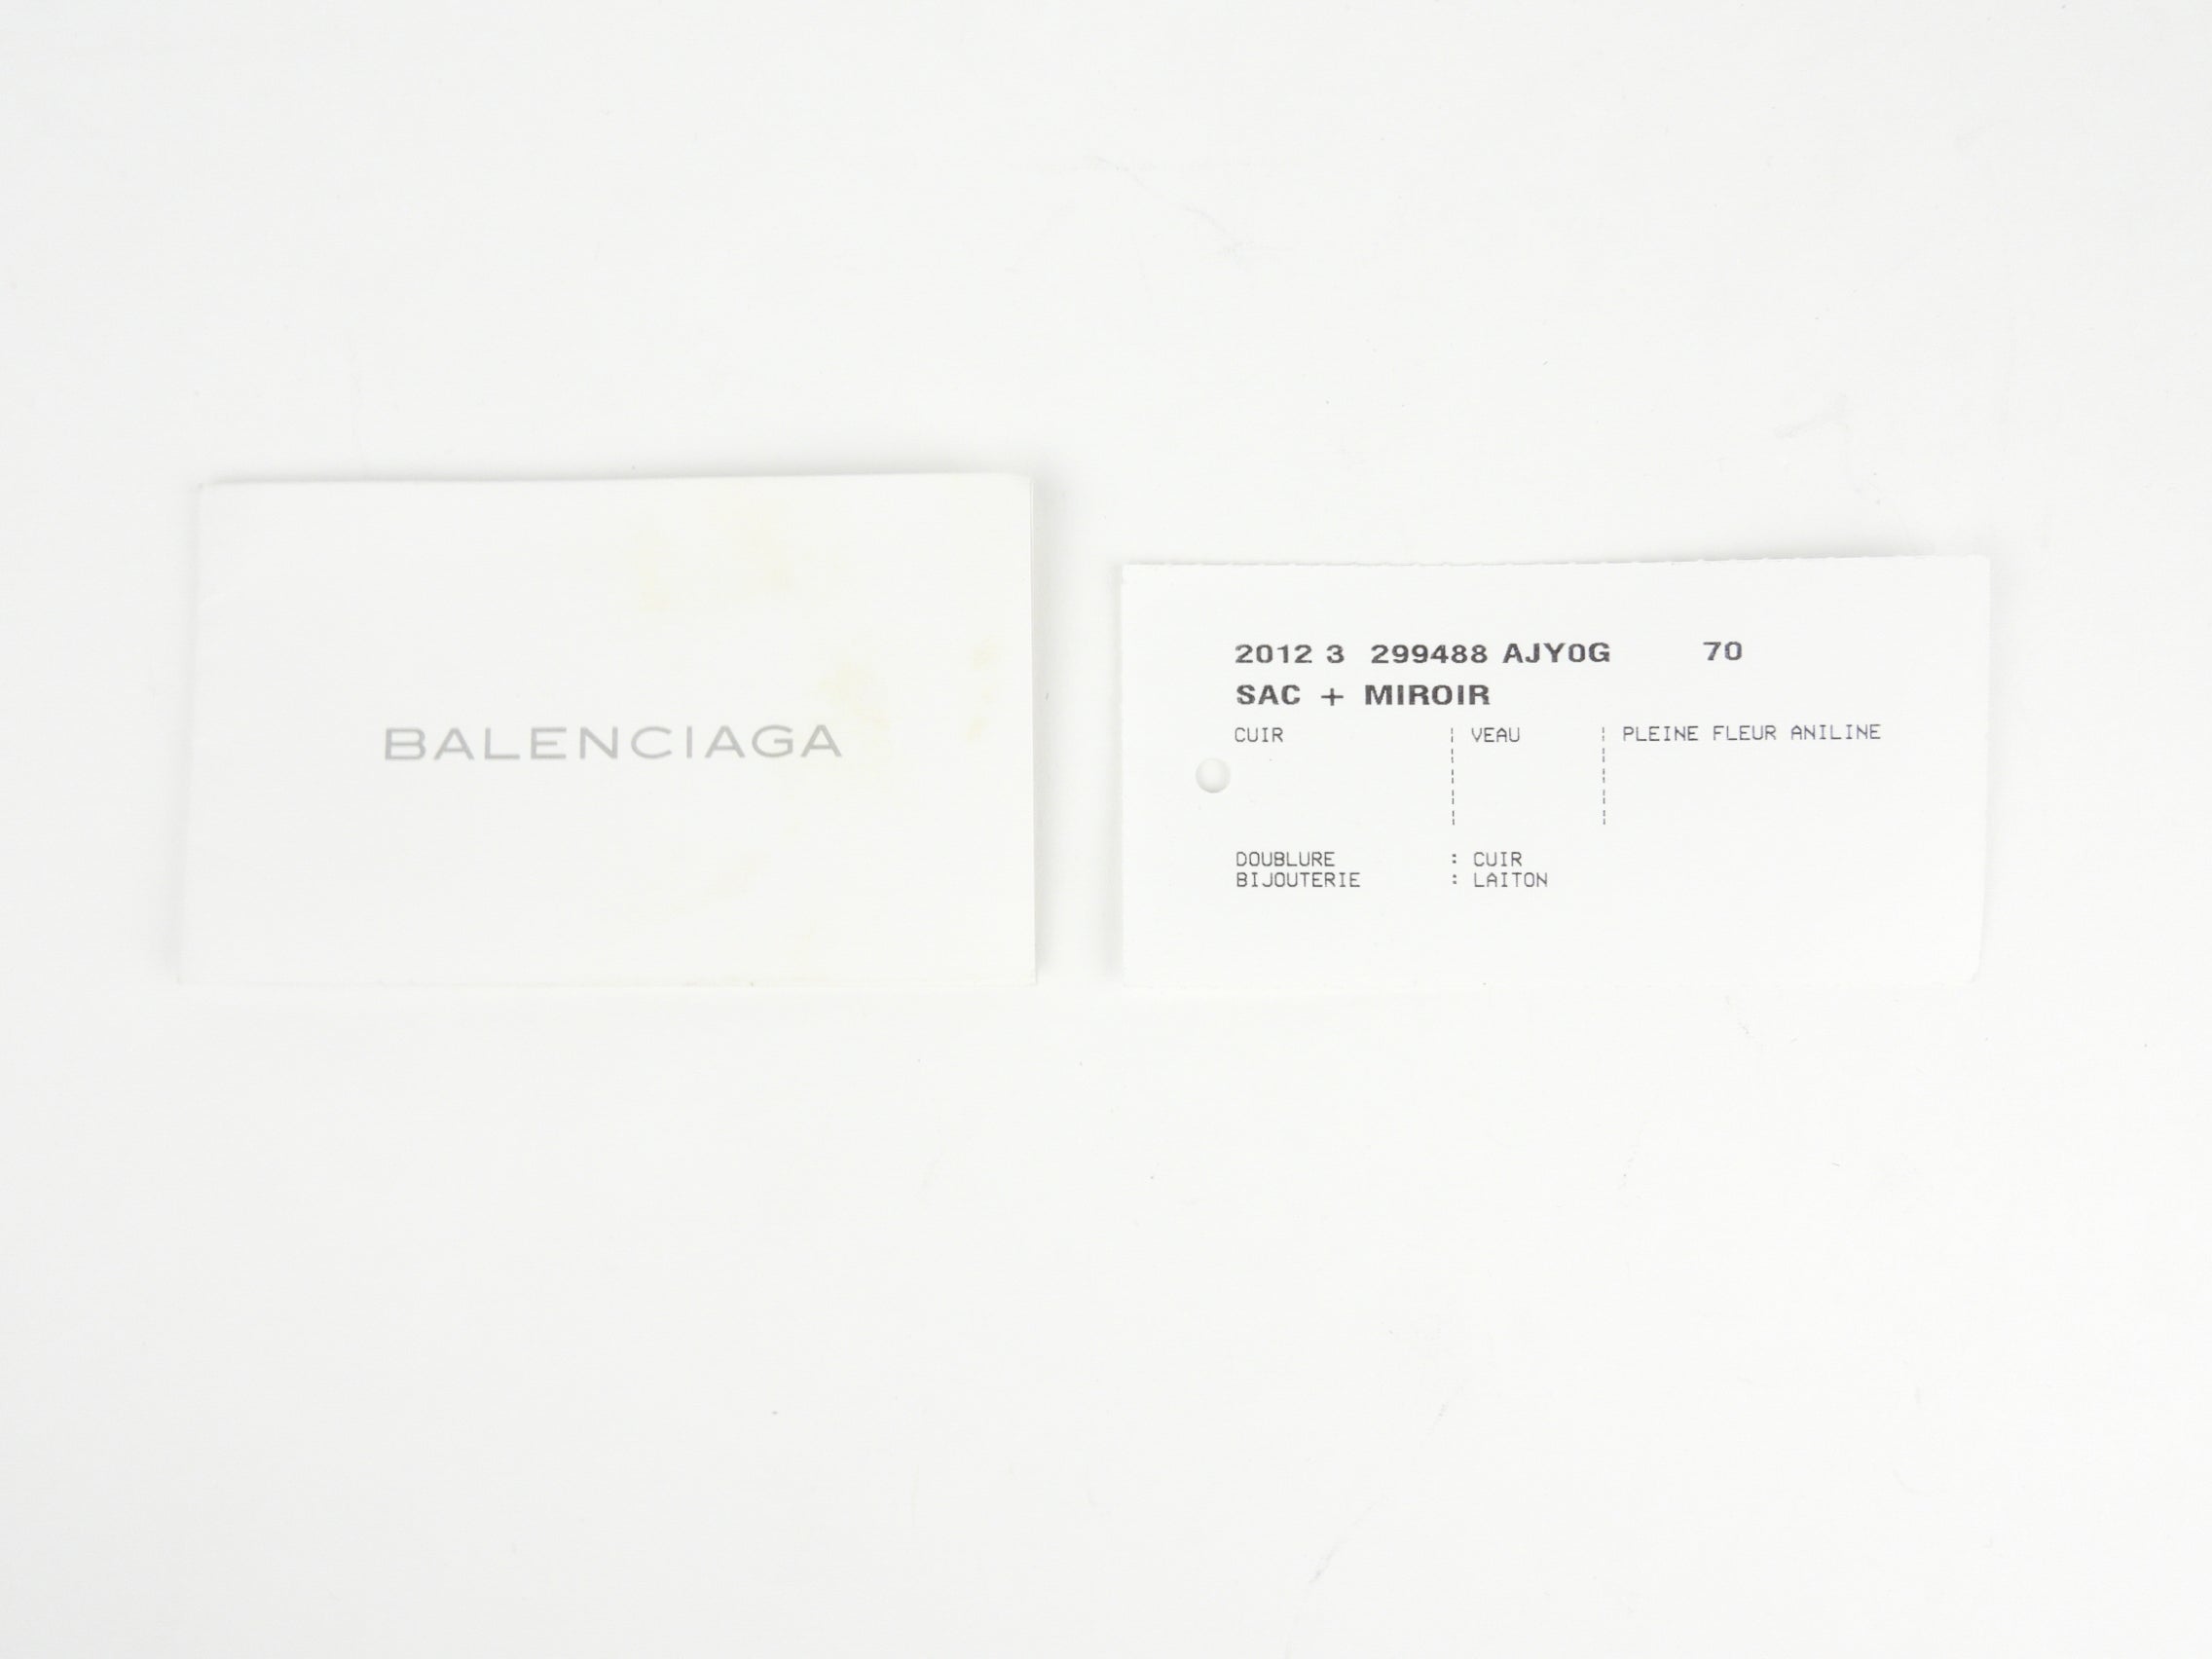 BALENCIAGA
2012 3 299488 AJY0G 70
SAC + MIROIR
CUIR ¦ VEAU ¦ PLEINE FLEUR ANILINE
DOUBLURE : CUIR
BIJOUTERIE : LAITON